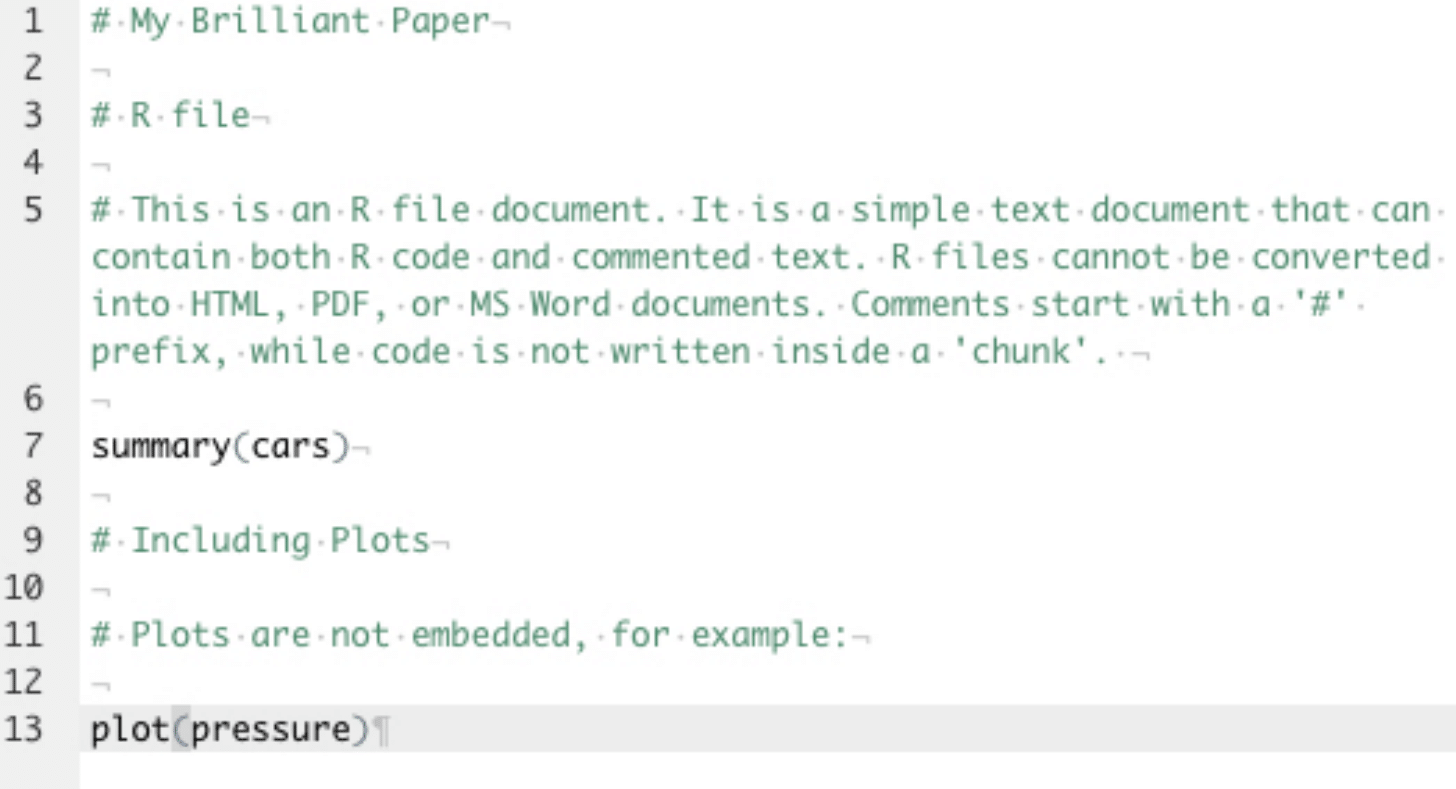 1 # My Brilliant Paper
2
3 # R file
4
5 # This is an R file document. It is a simple text document that can
contain both R code and commented text. R files cannot be converted
into HTML, PDF, or MS Word documents. Comments start with a '#'
prefix, while code is not written inside a 'chunk'.
6
7 summary(cars)
8
9 # Including Plots
10
11 # Plots are not embedded, for example:
12
13 plot(pressure)